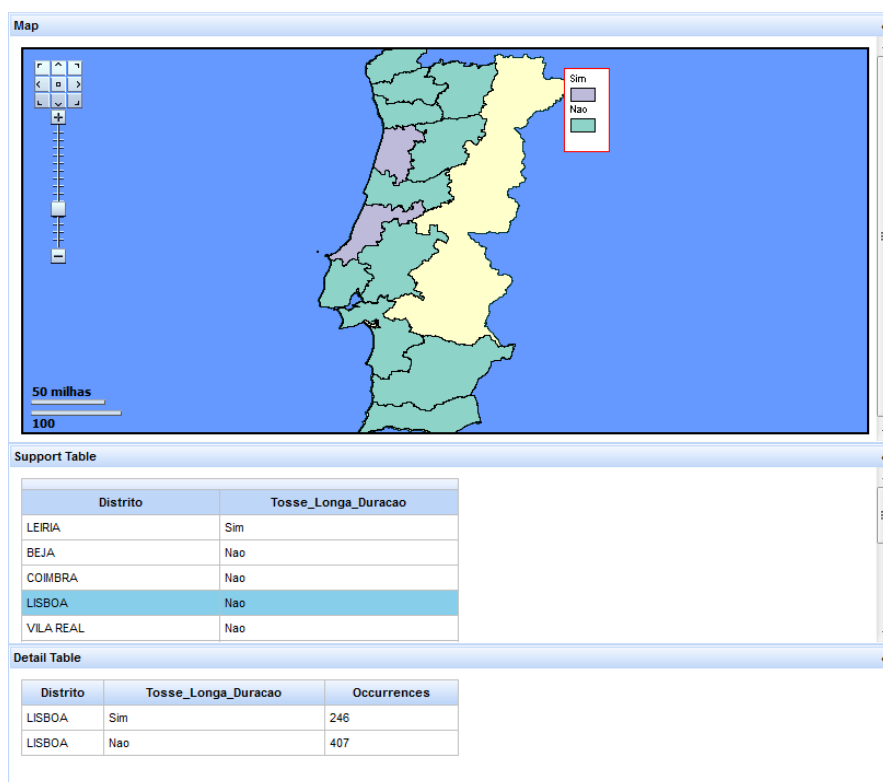 Map
Sim
Nao
50 milhas
100
Support Table
Distrito Tosse_Longa_Duracao
LEIRIA Sim
BEJA Nao
COIMBRA Nao
LISBOA Nao
VILA REAL Nao
Detail Table
Distrito Tosse_Longa_Duracao Occurrences
LISBOA Sim 246
LISBOA Nao 407